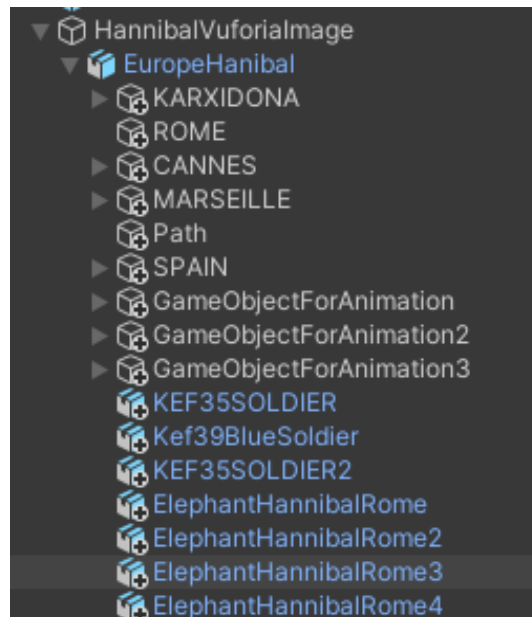 HannibalVuforiaImage
EuropeHanibal
KARXIDONA
ROME
CANNES
MARSEILLE
Path
SPAIN
GameObjectForAnimation
GameObjectForAnimation2
GameObjectForAnimation3
KEF35SOLDIER
Kef39BlueSoldier
KEF35SOLDIER2
ElephantHannibalRome
ElephantHannibalRome2
ElephantHannibalRome3
ElephantHannibalRome4